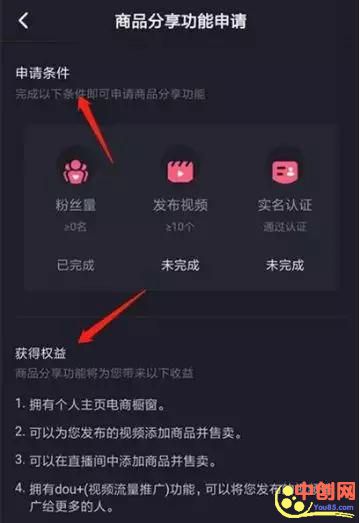 商品分享功能申请
申请条件
完成以下条件即可申请商品分享功能
粉丝量 发布视频 实名认证
≥0名 ≥10个 通过认证
已完成 未完成 未完成
获得权益
商品分享功能将为您带来以下收益
1. 拥有个人主页电商橱窗。
2. 可以为您发布的视频添加商品并售卖。
3. 可以在直播间中添加商品并售卖。
4. 拥有dou+(视频流量推广)功能,可以将您发布
广给更多的人。
中创网
You85.com